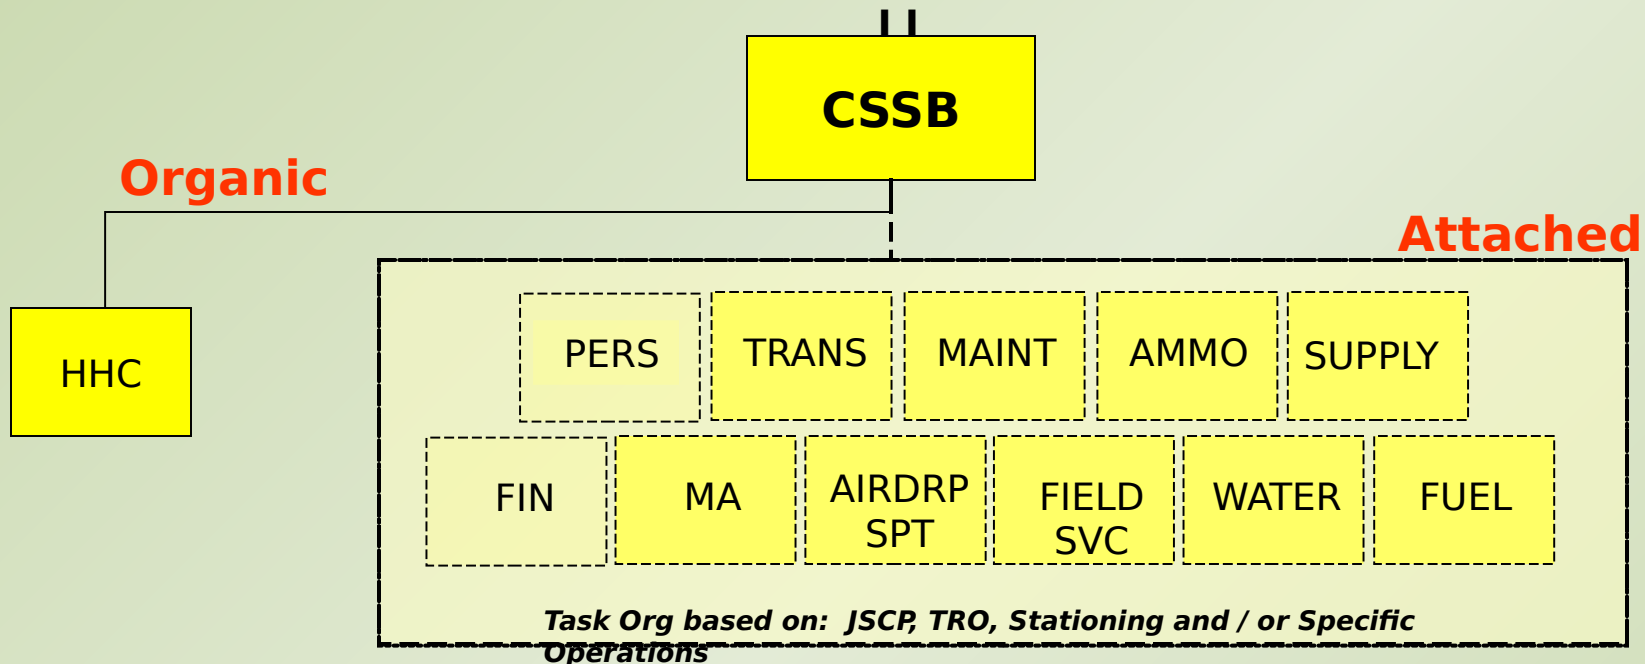 CSSB
Organic
Attached
HHC
PERS
TRANS
MAINT
AMMO
SUPPLY
FIN
MA
AIRDRP
SPT
FIELD
SVC
WATER
FUEL
Task Org based on: JSCP, TRO, Stationing and / or Specific
Operations